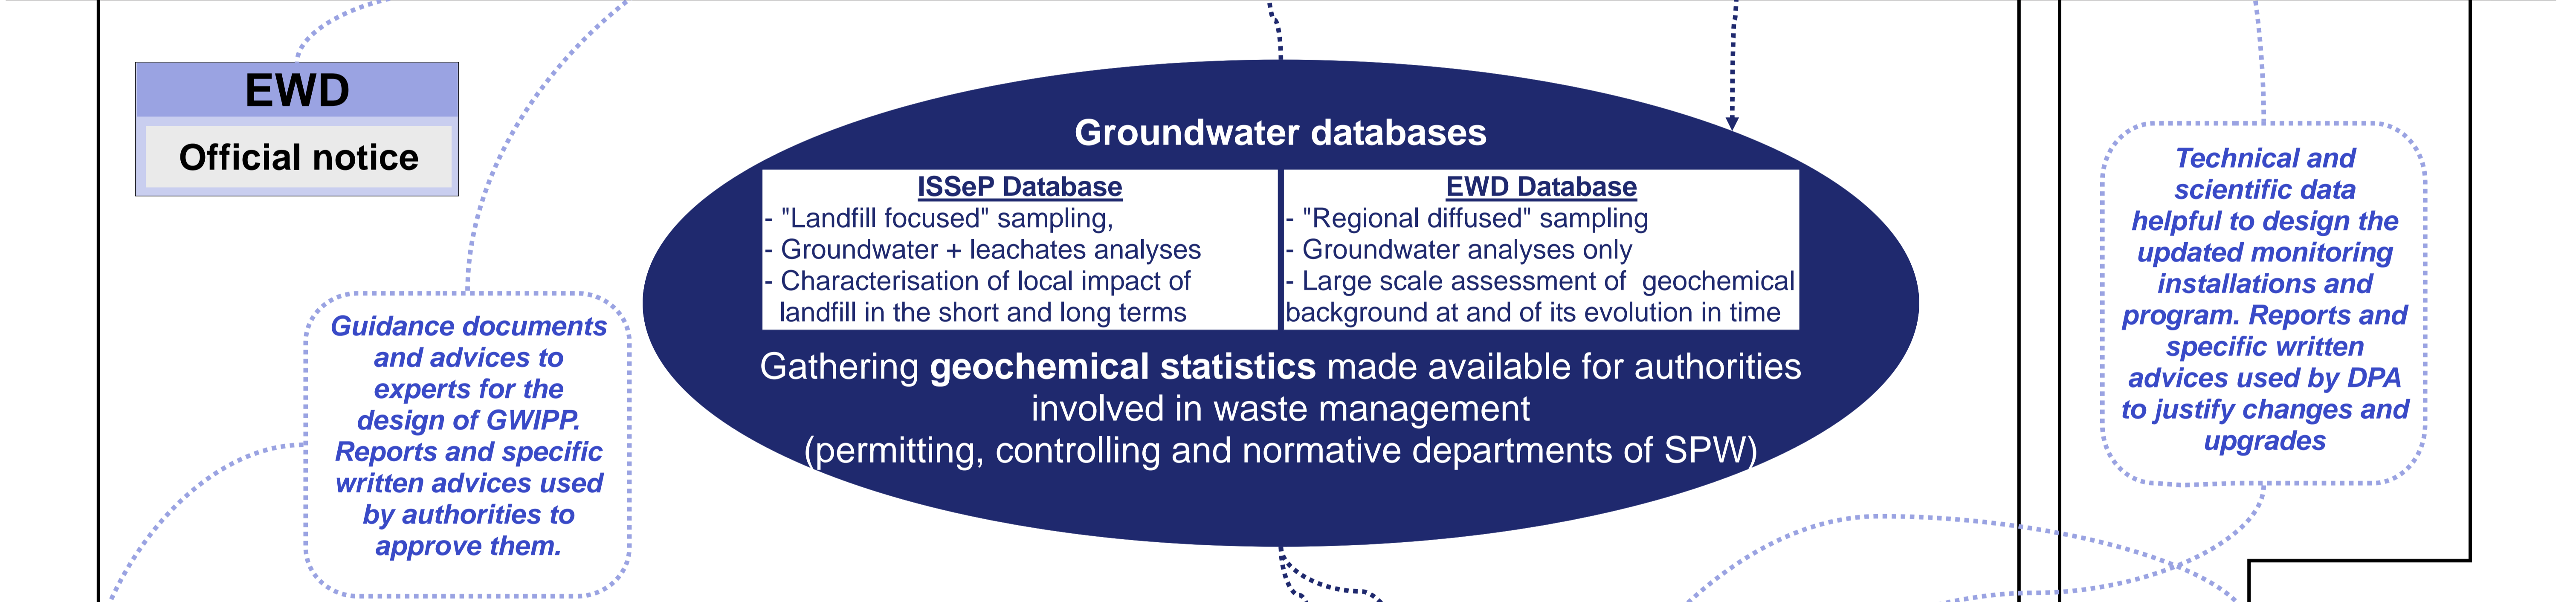 EWD
Official notice
Guidance documents
and advices to
experts for the
design of GWIPP.
Reports and specific
written advices used
by authorities to
approve them.
Groundwater databases
ISSeP Database
- "Landfill focused" sampling,
- Groundwater + leachates analyses
- Characterisation of local impact of
landfill in the short and long terms
EWD Database
- "Regional diffused" sampling
- Groundwater analyses only
- Large scale assessment of  geochemical
background at and of its evolution in time
Gathering geochemical statistics made available for authorities
involved in waste management
(permitting, controlling and normative departments of SPW)
Technical and
scientific data
helpful to design the
updated monitoring
installations and
program. Reports and
specific written
advices used by DPA
to justify changes and
upgrades